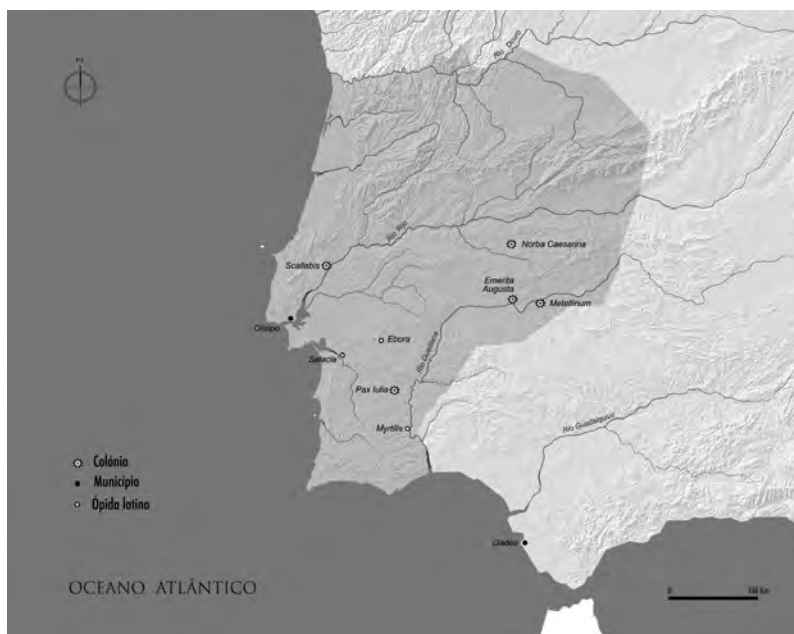 N
Rio Douro
Rio Tejo
Norba Caesarina
Scallabis
Emerita
Augusta
Metellinum
Olisipo
Ebora
Salacia
Rio Guadiana
Pax Iulia
Myrtilis
Rio Guadalquivir
Colónia
Município
Ópida latino
Gades
OCEANO ATLÂNTICO
0
100 km